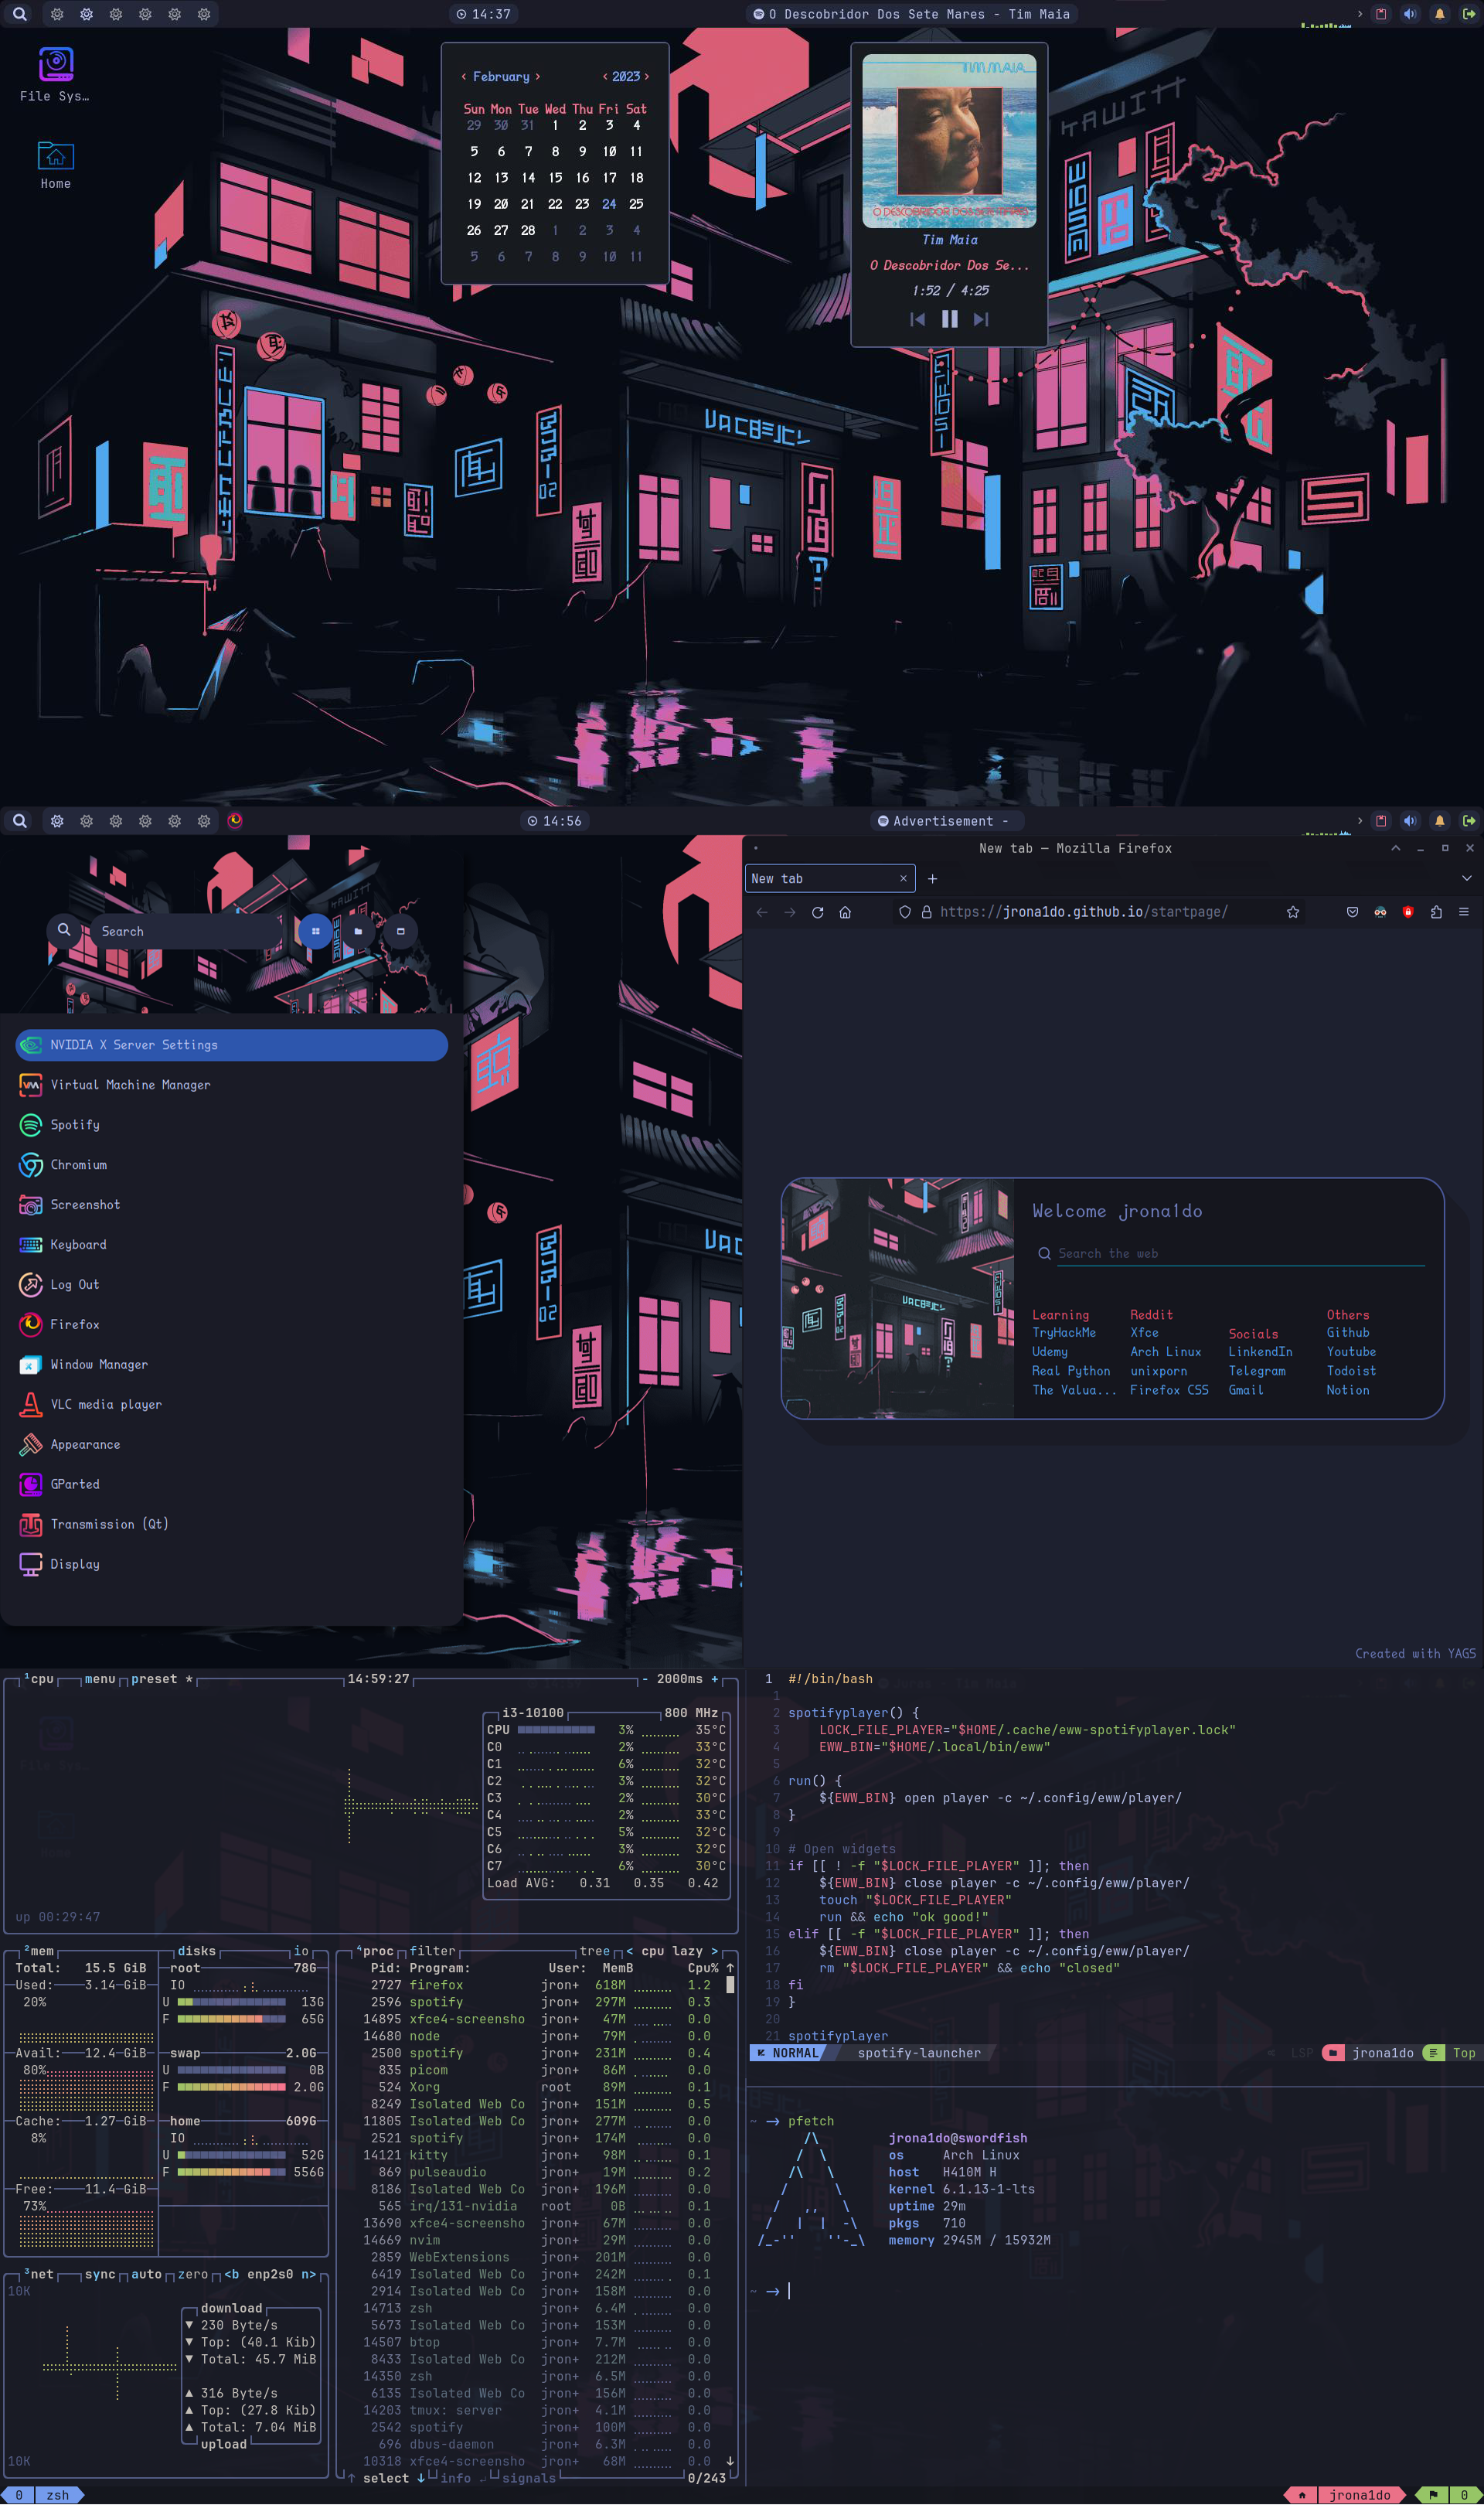 14:37
O Descobridor Dos Sete Mares - Tim Maia
File Sys…
Home
‹ February ›
‹ 2023 ›
Sun Mon Tue Wed Thu Fri Sat
29 30 31 1 2 3 4
5 6 7 8 9 10 11
12 13 14 15 16 17 18
19 20 21 22 23 24 25
26 27 28 1 2 3 4
5 6 7 8 9 10 11
TIM MAIA
O DESCOBRIDOR DOS SETE MARES
Tim Maia
O Descobridor Dos Se...
1:52 / 4:25
14:56
Advertisement -
Search
NVIDIA X Server Settings
Virtual Machine Manager
Spotify
Chromium
Screenshot
Keyboard
Log Out
Firefox
Window Manager
VLC media player
Appearance
GParted
Transmission (Qt)
Display
New tab — Mozilla Firefox
New tab
https://jrona1do.github.io/startpage/
Welcome jrona1do
Search the web
Learning
TryHackMe
Udemy
Real Python
The Valua...
Reddit
Xfce
Arch Linux
unixporn
Firefox CSS
Socials
LinkendIn
Telegram
Gmail
Others
Github
Youtube
Todoist
Notion
Created with YAGS
¹cpu menu preset * 14:59:27 - 2000ms +
i3-10100 800 MHz
CPU 3% 35°C
C0 2% 33°C
C1 6% 32°C
C2 3% 32°C
C3 2% 30°C
C4 2% 33°C
C5 5% 32°C
C6 3% 32°C
C7 6% 30°C
Load AVG: 0.31 0.35 0.42
up 00:29:47
²mem
Total: 15.5 GiB
Used: 3.14 GiB
20%
Avail: 12.4 GiB
80%
Cache: 1.27 GiB
8%
Free: 11.4 GiB
73%
disks io
root 78G
IO
U 13G
F 65G
swap 2.0G
U 0B
F 2.0G
home 609G
IO
U 52G
F 556G
³net sync auto zero <b enp2s0 n>
10K
download
▼ 230 Byte/s
▼ Top: (40.1 Kib)
▼ Total: 45.7 MiB
▲ 316 Byte/s
▲ Top: (27.8 Kib)
▲ Total: 7.04 MiB
upload
10K
⁴proc filter tree < cpu lazy >
Pid: Program: User: MemB Cpu% ↑
2727 firefox jron+ 618M 1.2
2596 spotify jron+ 297M 0.3
14895 xfce4-screensho jron+ 47M 0.0
14680 node jron+ 79M 0.0
2500 spotify jron+ 231M 0.4
835 picom jron+ 86M 0.0
524 Xorg root 89M 0.1
8249 Isolated Web Co jron+ 151M 0.5
11805 Isolated Web Co jron+ 277M 0.0
2521 spotify jron+ 174M 0.0
14121 kitty jron+ 98M 0.1
869 pulseaudio jron+ 19M 0.2
8186 Isolated Web Co jron+ 196M 0.0
565 irq/131-nvidia root 0B 0.1
13690 xfce4-screensho jron+ 67M 0.0
14669 nvim jron+ 29M 0.0
2859 WebExtensions jron+ 201M 0.0
6419 Isolated Web Co jron+ 242M 0.1
2914 Isolated Web Co jron+ 158M 0.0
14713 zsh jron+ 6.4M 0.0
5673 Isolated Web Co jron+ 153M 0.0
14507 btop jron+ 7.7M 0.0
8433 Isolated Web Co jron+ 212M 0.0
14350 zsh jron+ 6.5M 0.0
6135 Isolated Web Co jron+ 156M 0.0
14203 tmux: server jron+ 4.1M 0.0
2542 spotify jron+ 100M 0.0
696 dbus-daemon jron+ 6.3M 0.0
10318 xfce4-screensho jron+ 68M 0.0 ↓
↑ select ↓ info ↵ signals 0/243
1 #!/bin/bash
1
2 spotifyplayer() {
3 LOCK_FILE_PLAYER="$HOME/.cache/eww-spotifyplayer.lock"
4 EWW_BIN="$HOME/.local/bin/eww"
5
6 run() {
7 ${EWW_BIN} open player -c ~/.config/eww/player/
8 }
9
10 # Open widgets
11 if [[ ! -f "$LOCK_FILE_PLAYER" ]]; then
12 ${EWW_BIN} close player -c ~/.config/eww/player/
13 touch "$LOCK_FILE_PLAYER"
14 run && echo "ok good!"
15 elif [[ -f "$LOCK_FILE_PLAYER" ]]; then
16 ${EWW_BIN} close player -c ~/.config/eww/player/
17 rm "$LOCK_FILE_PLAYER" && echo "closed"
18 fi
19 }
20
21 spotifyplayer
NORMAL spotify-launcher LSP jrona1do Top
~ → pfetch
jrona1do@swordfish
os Arch Linux
host H410M H
kernel 6.1.13-1-lts
uptime 29m
pkgs 710
memory 2945M / 15932M
~ →
0 zsh
jrona1do 0